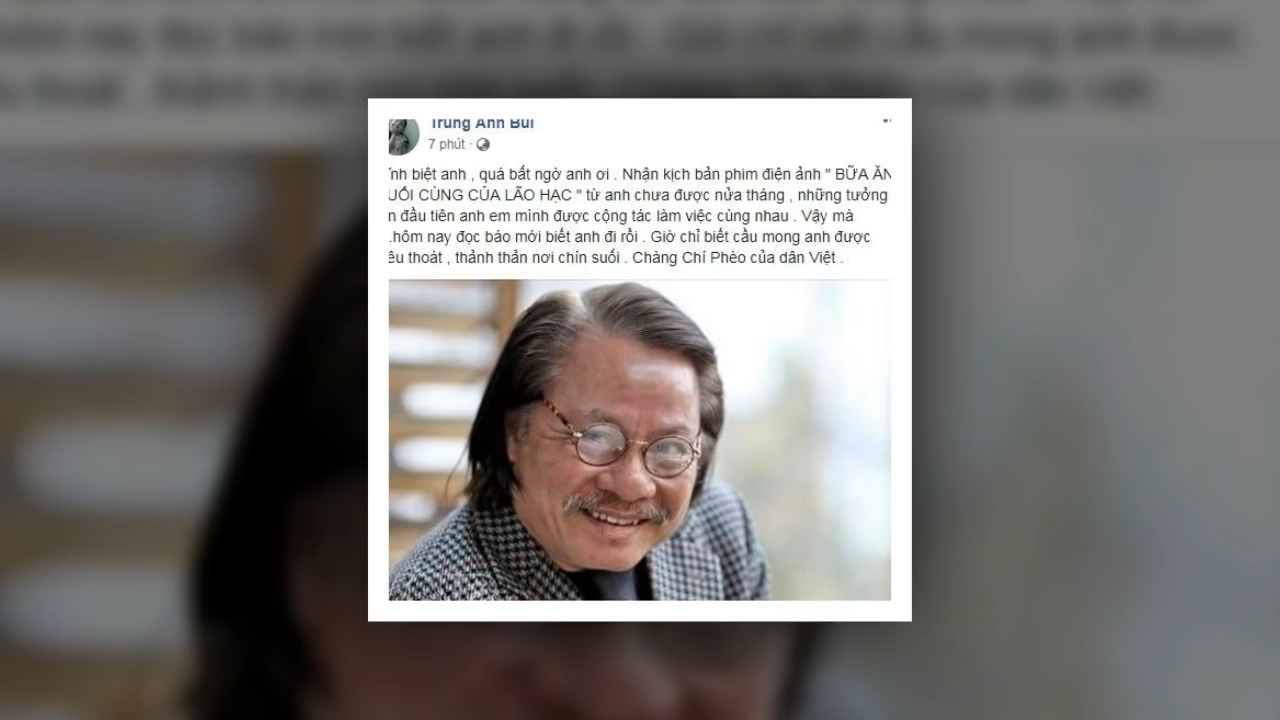 Trung Anh Bui
7 phút
ĩnh biệt anh , quá bất ngờ anh ơi . Nhận kịch bản phim điện ảnh " BỮA ĂN
UỐI CÙNG CỦA LÃO HẠC " từ anh chưa được nửa tháng , những tưởng
n đầu tiên anh em mình được cộng tác làm việc cùng nhau . Vậy mà
.hôm nay đọc báo mới biết anh đi rồi . Giờ chỉ biết cầu mong anh được
êu thoát , thảnh thản nơi chín suối . Chàng Chí Phèo của dân Việt .